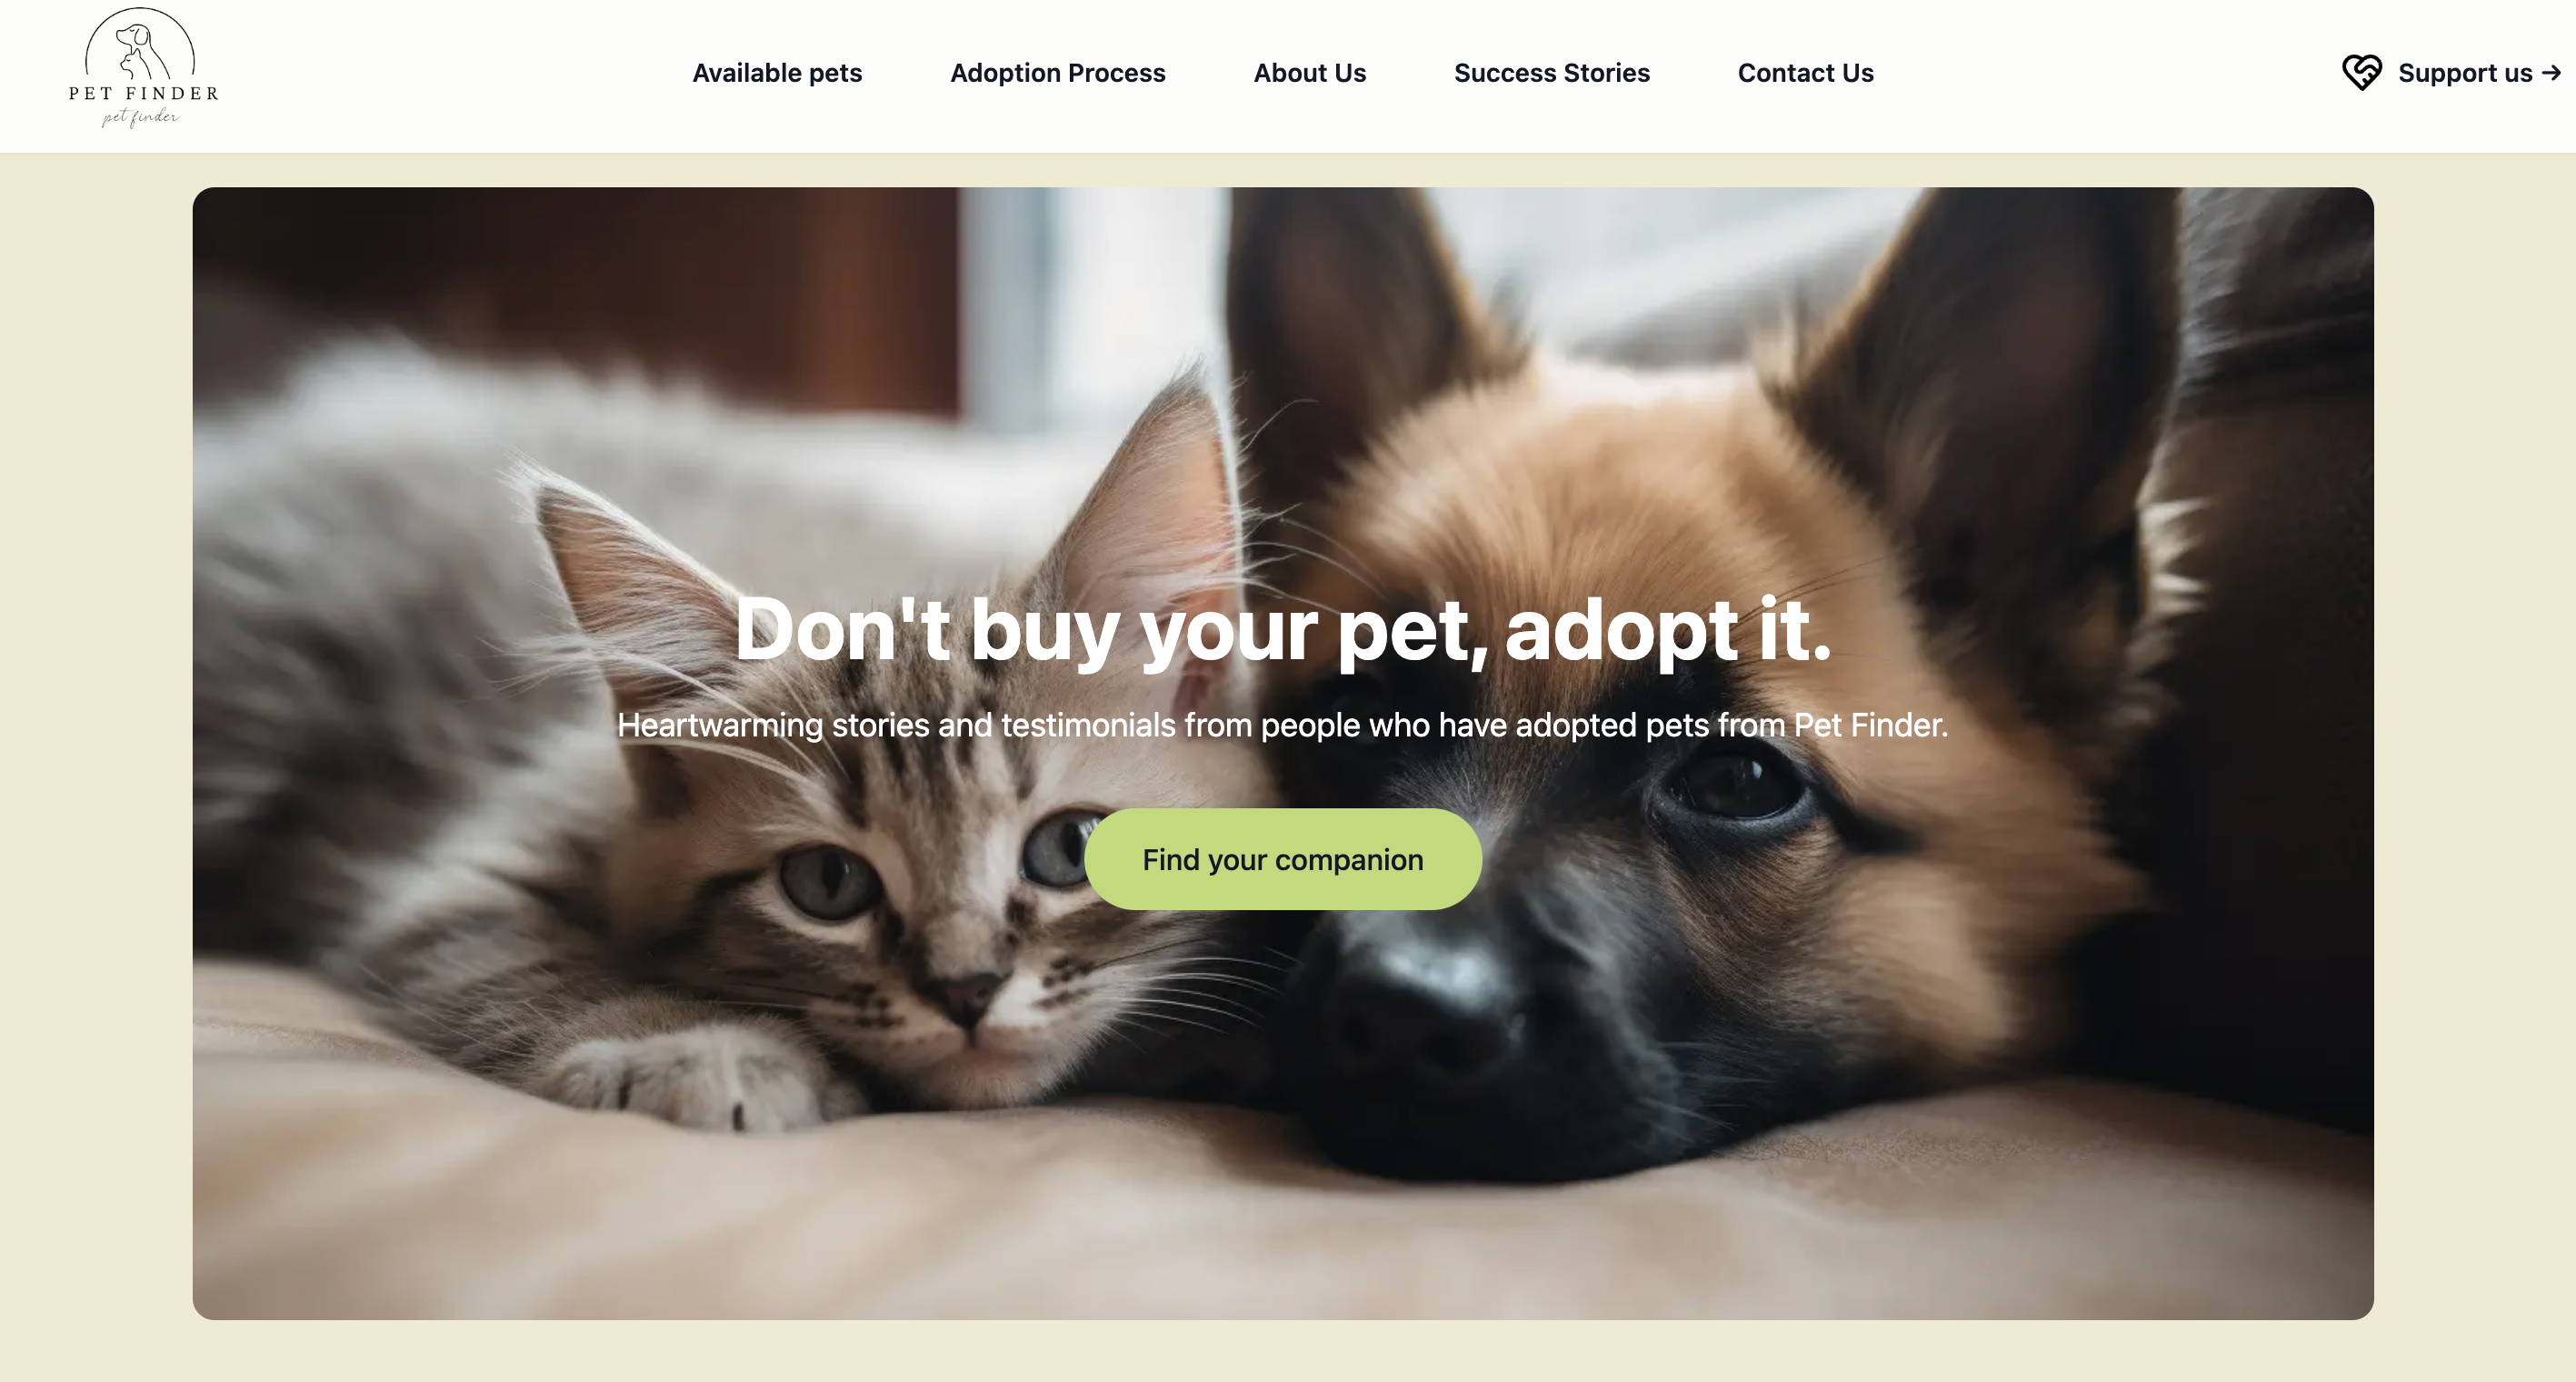 PET FINDER
pet finder
Available pets
Adoption Process
About Us
Success Stories
Contact Us
Support us →
Don't buy your pet, adopt it.
Heartwarming stories and testimonials from people who have adopted pets from Pet Finder.
Find your companion